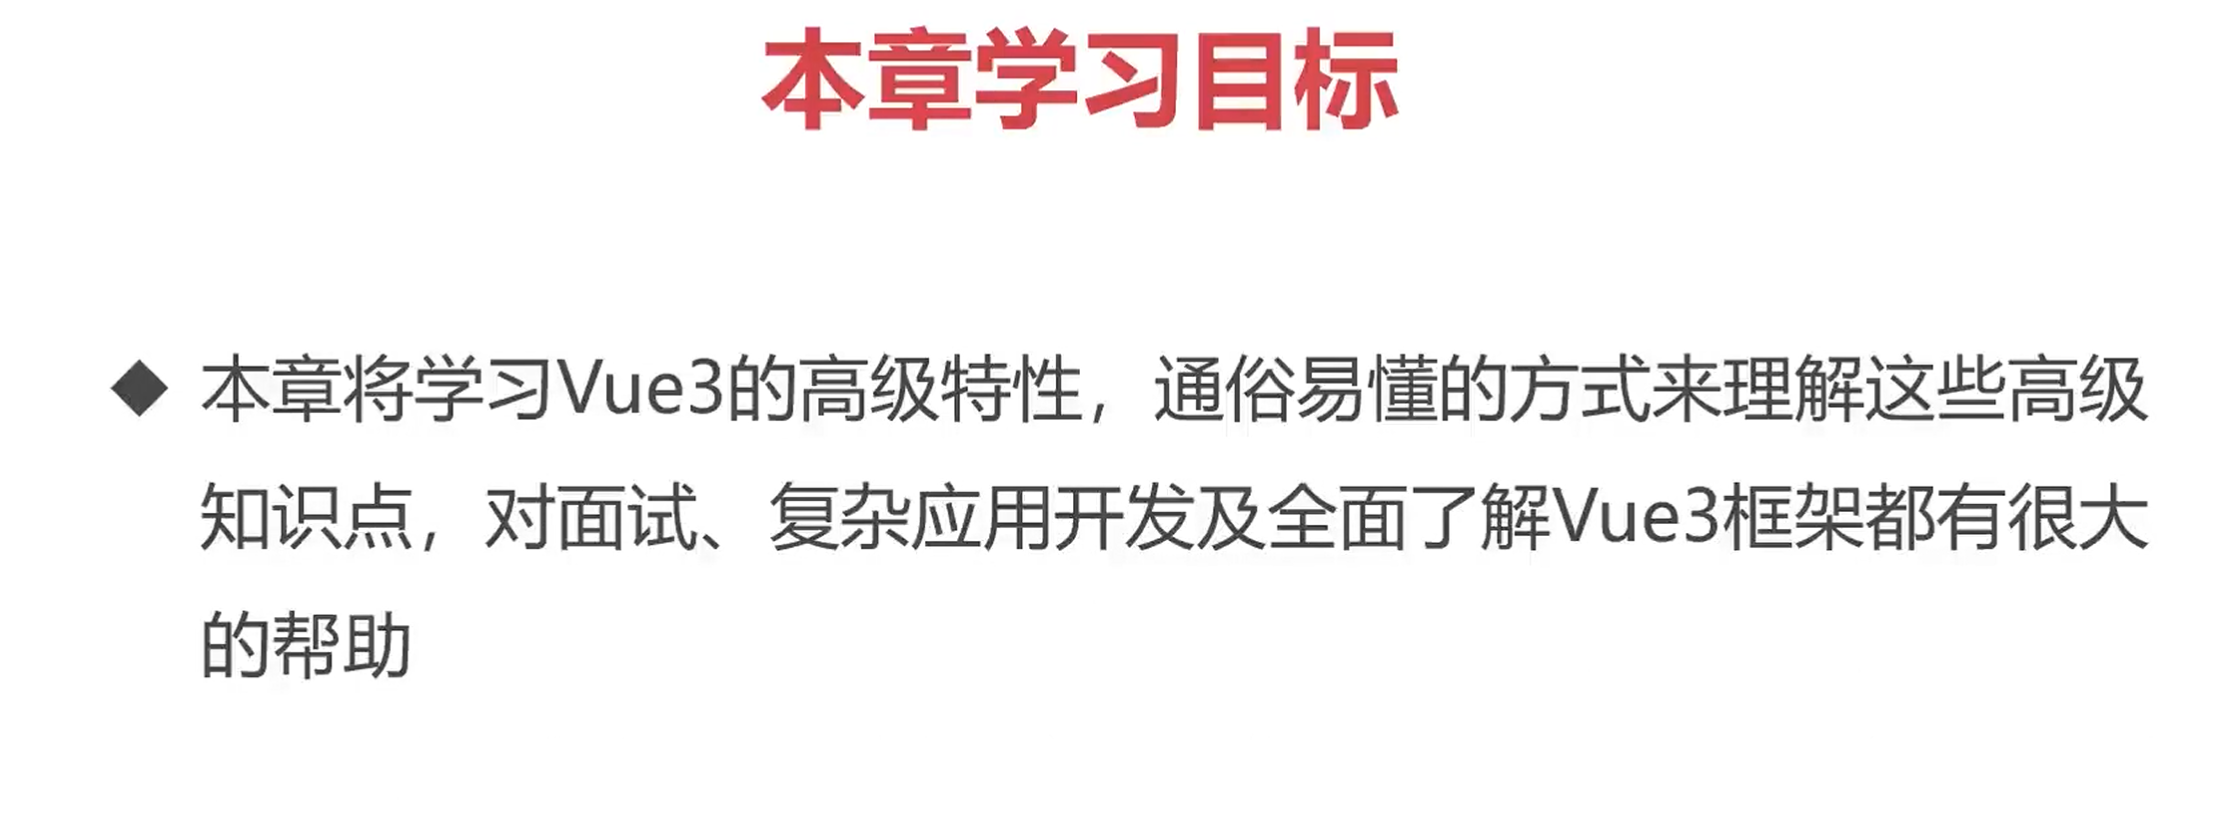 本章学习目标
◆ 本章将学习Vue3的高级特性，通俗易懂的方式来理解这些高级
知识点，对面试、复杂应用开发及全面了解Vue3框架都有很大
的帮助